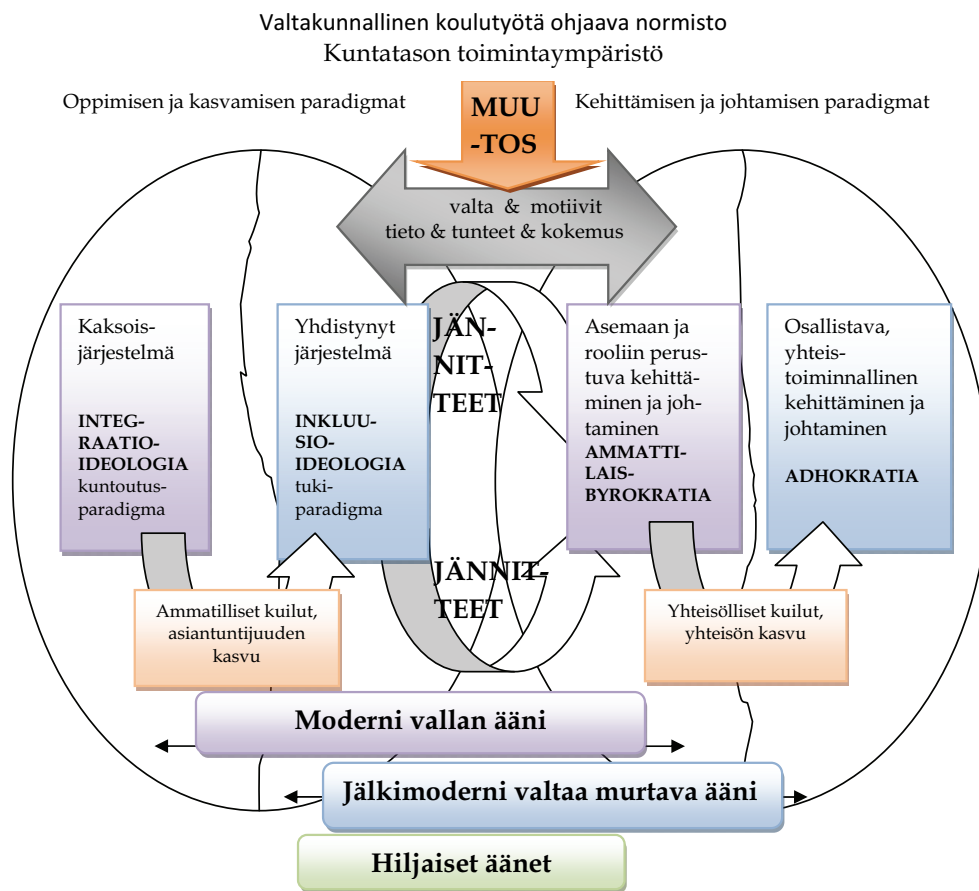 Valtakunnallinen koulutyötä ohjaava normisto
Kuntatason toimintaympäristö
Oppimisen ja kasvamisen paradigmat
MUU
-TOS
Kehittämisen ja johtamisen paradigmat
valta & motiivit
tieto & tunteet & kokemus
Kaksois-
järjestelmä
INTEG-
RAATIO-
IDEOLOGIA
kuntoutus-
paradigma
Yhdistynyt
järjestelmä
INKLUU-
SIO-
IDEOLOGIA
tuki-
paradigma
JÄN-
NIT-
TEET
Asemaan ja
rooliin perus-
tuva kehittä-
minen ja joh-
taminen
AMMATTI-
LAIS-
BYROKRATIA
Osallistava,
yhteis-
toiminnallinen
kehittäminen ja
johtaminen
ADHOKRATIA
JÄNNIT-
TEET
Ammatilliset kuilut,
asiantuntijuuden
kasvu
Yhteisölliset kuilut,
yhteisön kasvu
Moderni vallan ääni
Jälkimoderni valtaa murtava ääni
Hiljaiset äänet